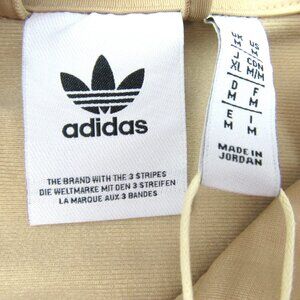 adidas
THE BRAND WITH THE 3 STRIPES
DIE WELTMARKE MIT DEN 3 STREIFEN
LA MARQUE AUX 3 BANDES
UK US
M M
J CDN
XL M/M
D F
M M
E I
M M
MADE IN
JORDAN